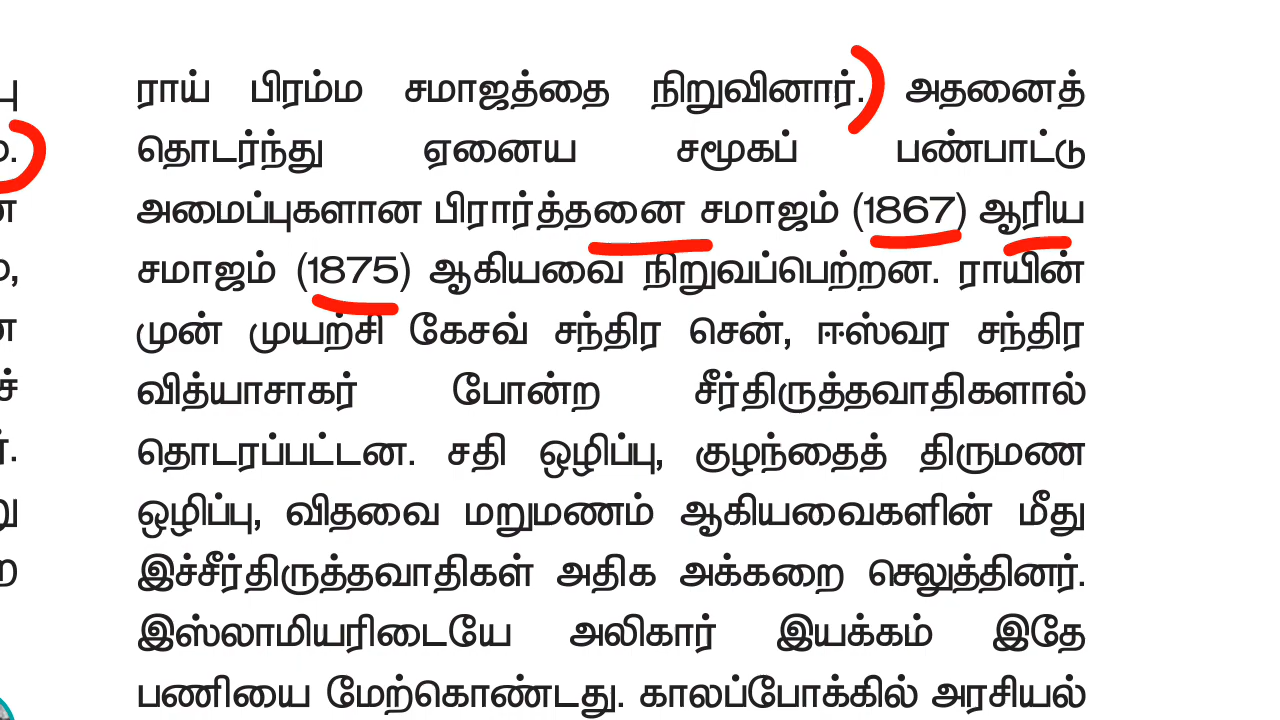 ராய் பிரம்ம சமாஜத்தை நிறுவினார். அதனைத்
தொடர்ந்து ஏனைய சமூகப் பண்பாட்டு
அமைப்புகளான பிரார்த்தனை சமாஜம் (1867) ஆரிய
சமாஜம் (1875) ஆகியவை நிறுவப்பெற்றன. ராயின்
முன் முயற்சி கேசவ் சந்திர சென், ஈஸ்வர சந்திர
வித்யாசாகர் போன்ற சீர்திருத்தவாதிகளால்
தொடரப்பட்டன. சதி ஒழிப்பு, குழந்தைத் திருமண
ஒழிப்பு, விதவை மறுமணம் ஆகியவைகளின் மீது
இச்சீர்திருத்தவாதிகள் அதிக அக்கறை செலுத்தினர்.
இஸ்லாமியரிடையே அலிகார் இயக்கம் இதே
பணியை மேற்கொண்டது. காலப்போக்கில் அரசியல்